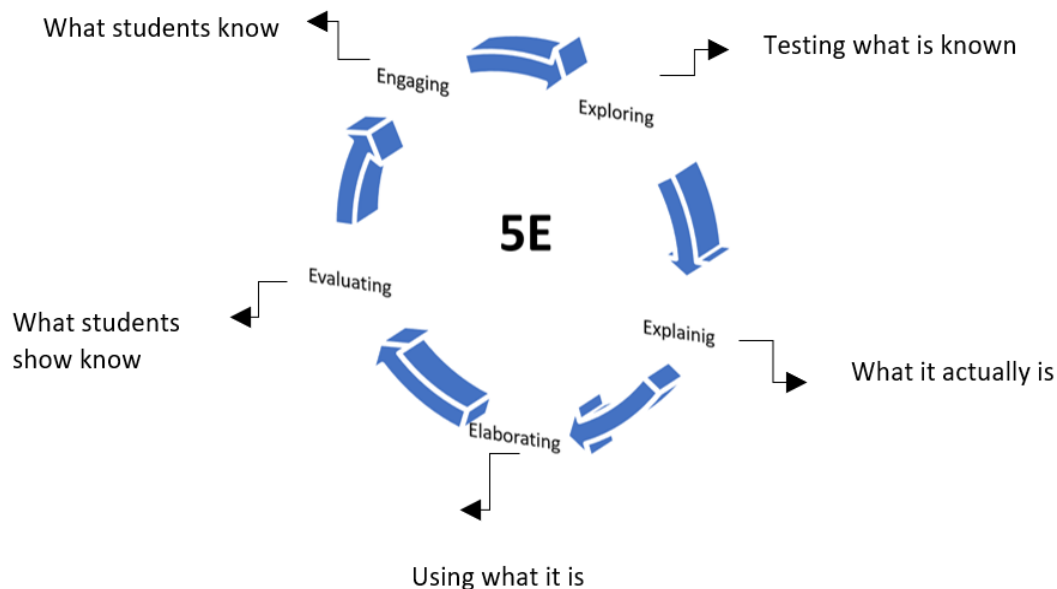 What students know
Engaging
Exploring
Testing what is known
5E
Evaluating
What students
show know
Explainig
What it actually is
Elaborating
Using what it is